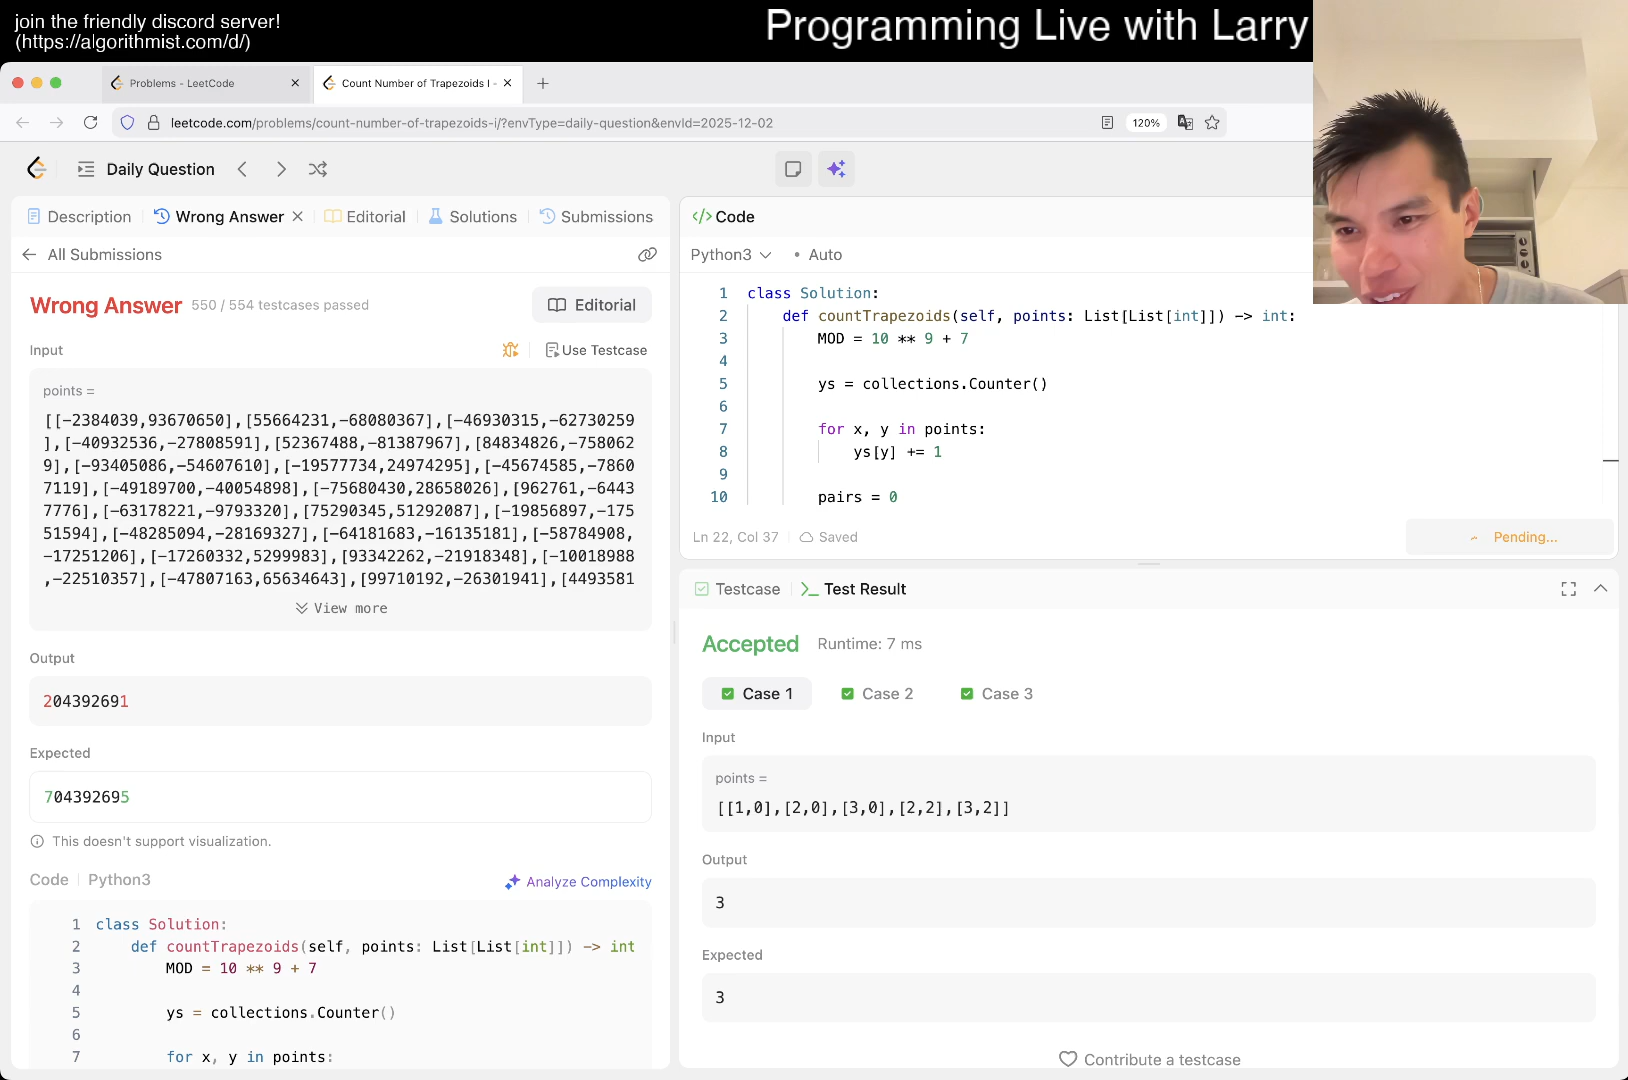 join the friendly discord server!
(https://algorithmist.com/d/)
Programming Live with Larry
Problems - LeetCode
Count Number of Trapezoids I -
leetcode.com/problems/count-number-of-trapezoids-i/?envType=daily-question&envId=2025-12-02
120%
Daily Question
Description
Wrong Answer
Editorial
Solutions
Submissions
All Submissions
Wrong Answer 550 / 554 testcases passed
Editorial
Input
Use Testcase
points =
[[-2384039,93670650],[55664231,-68080367],[-46930315,-62730259
],[-40932536,-27808591],[52367488,-81387967],[84834826,-758062
9],[-93405086,-54607610],[-19577734,24974295],[-45674585,-7860
7119],[-49189700,-40054898],[-75680430,28658026],[962761,-6443
7776],[-63178221,-9793320],[75290345,51292087],[-19856897,-175
51594],[-48285094,-28169327],[-64181683,-16135181],[-58784908,
-17251206],[-17260332,5299983],[93342262,-21918348],[-10018988
,-22510357],[-47807163,65634643],[99710192,-26301941],[4493581
View more
Output
204392691
Expected
704392695
This doesn't support visualization.
Code
Python3
Analyze Complexity
1 class Solution:
2 def countTrapezoids(self, points: List[List[int]]) -> int
3 MOD = 10 ** 9 + 7
4
5 ys = collections.Counter()
6
7 for x, y in points:
Code
Python3
Auto
1 class Solution:
2 def countTrapezoids(self, points: List[List[int]]) -> int:
3 MOD = 10 ** 9 + 7
4
5 ys = collections.Counter()
6
7 for x, y in points:
8 ys[y] += 1
9
10 pairs = 0
Ln 22, Col 37
Saved
Pending...
Testcase
Test Result
Accepted Runtime: 7 ms
Case 1
Case 2
Case 3
Input
points =
[[1,0],[2,0],[3,0],[2,2],[3,2]]
Output
3
Expected
3
Contribute a testcase